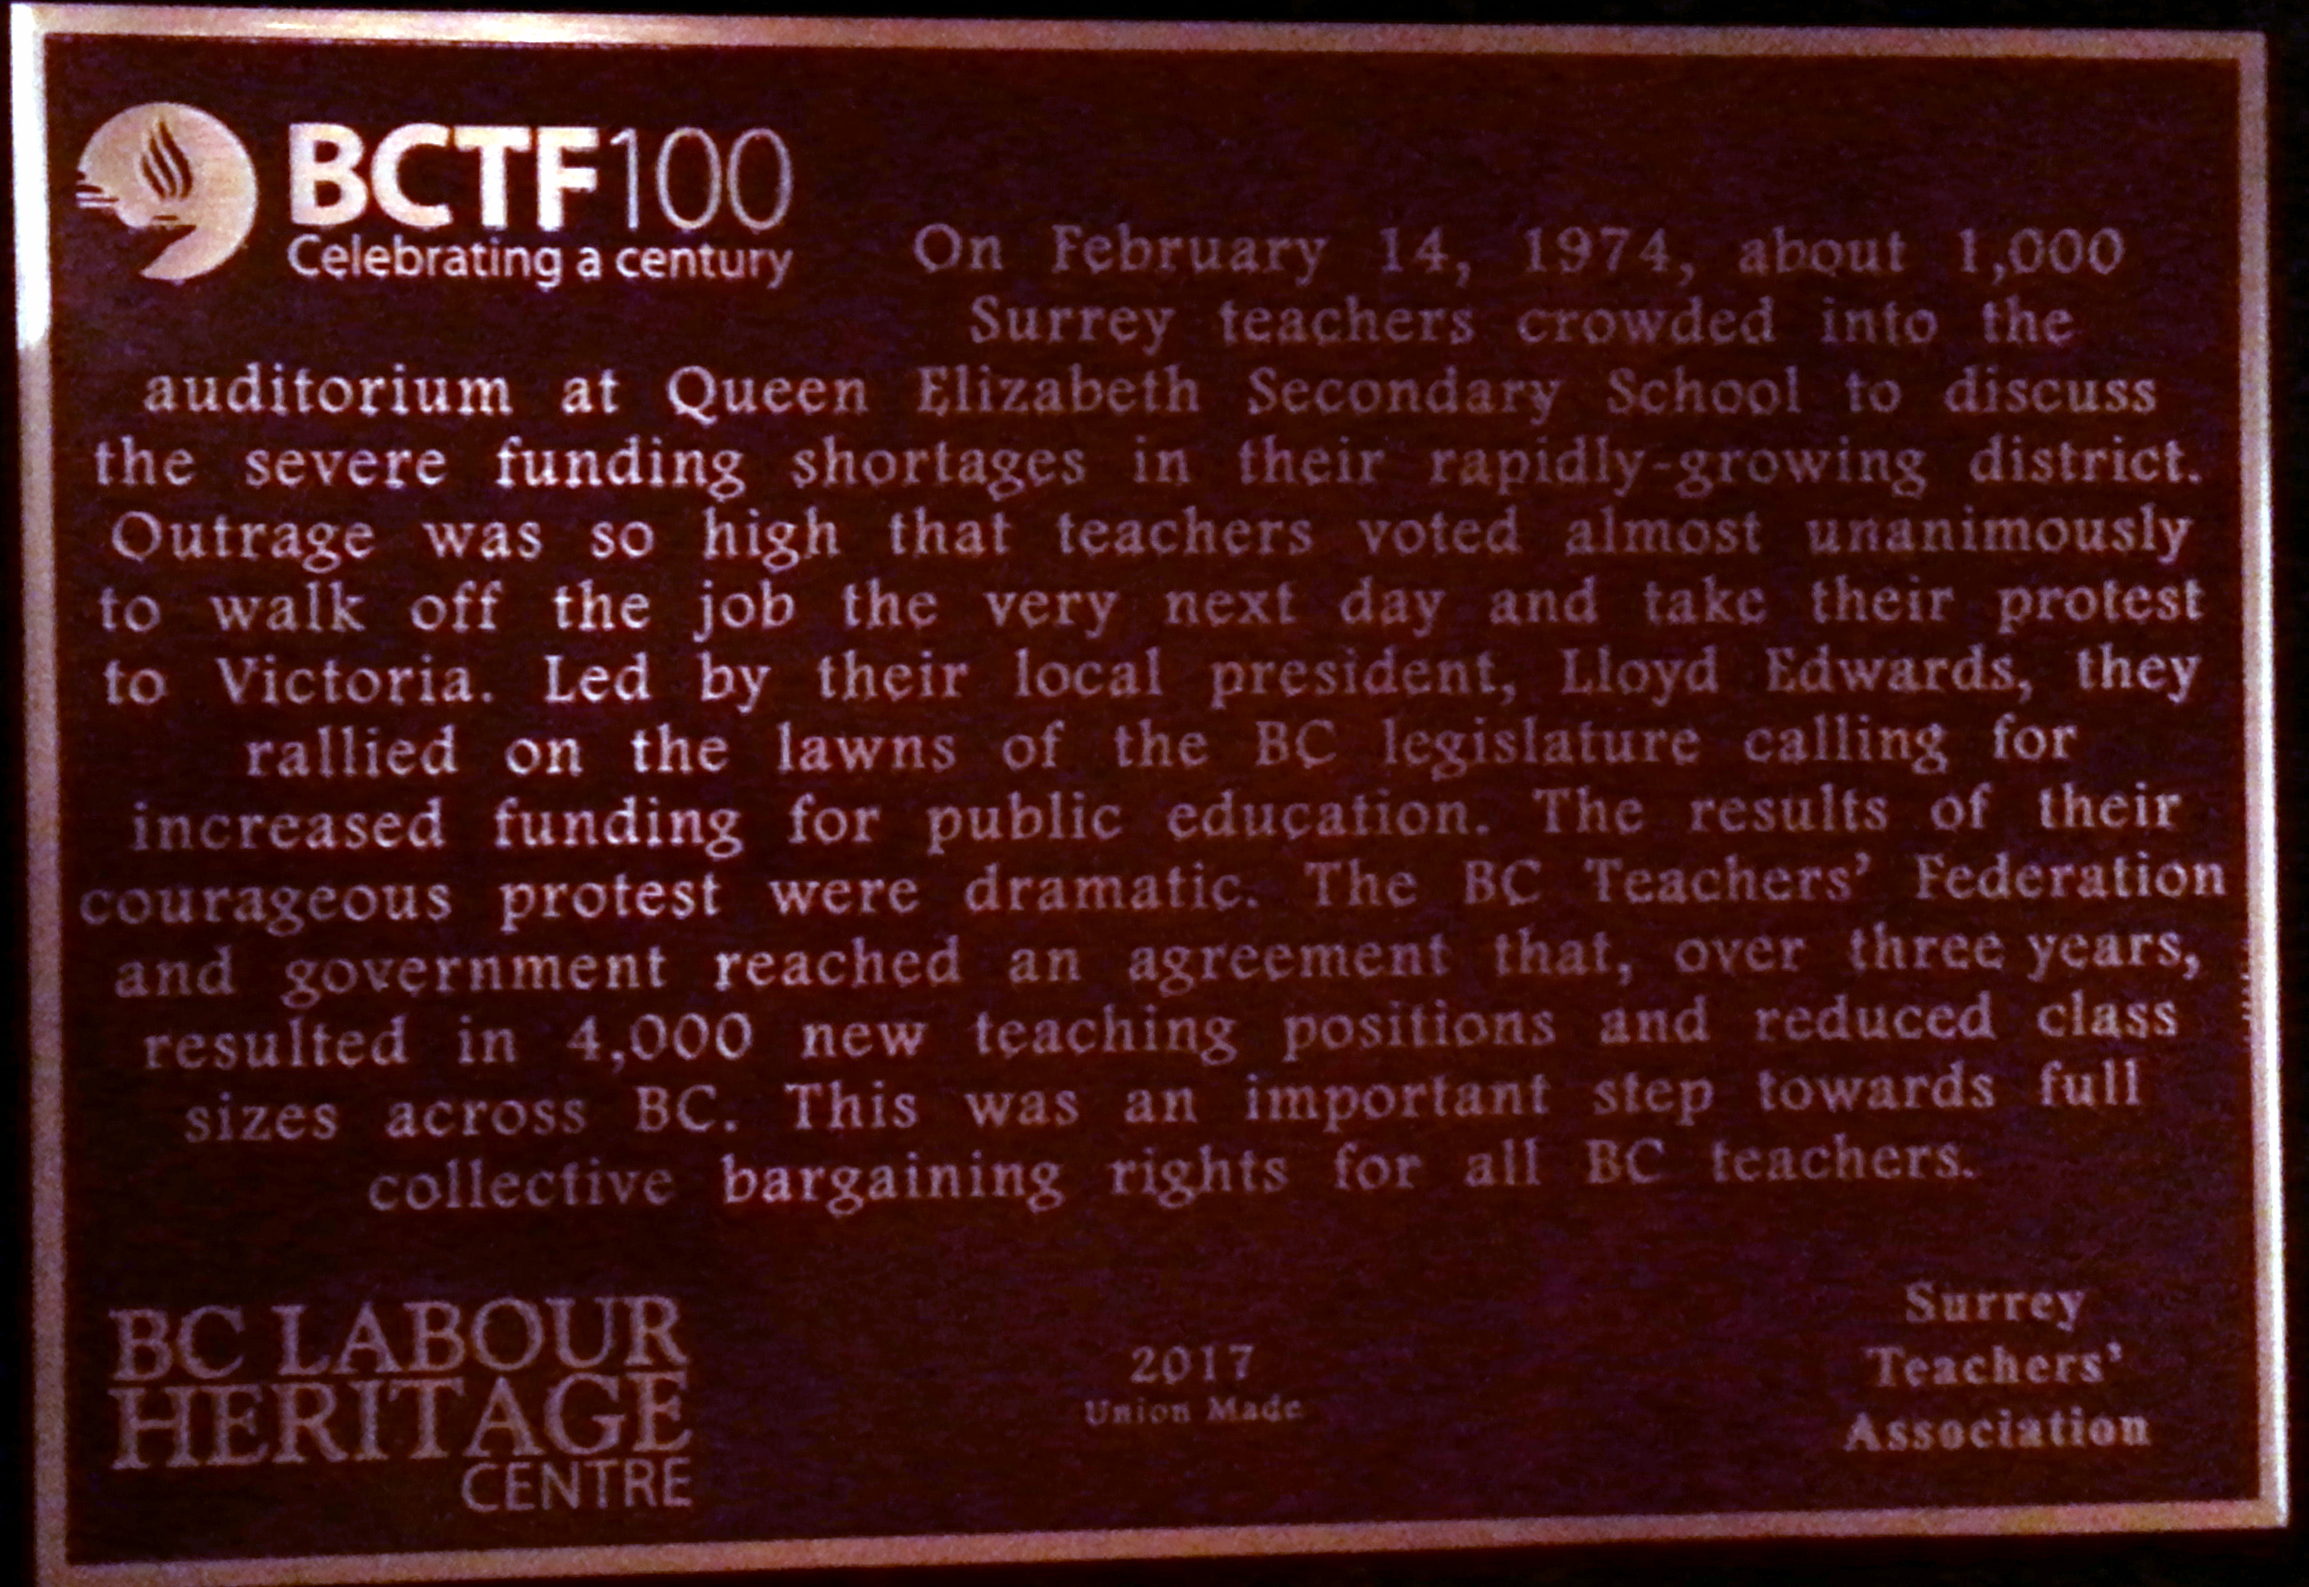 BCTF100
Celebrating a century
On February 14, 1974, about 1,000
Surrey teachers crowded into the
auditorium at Queen Elizabeth Secondary School to discuss
the severe funding shortages in their rapidly-growing district.
Outrage was so high that teachers voted almost unanimously
to walk off the job the very next day and take their protest
to Victoria. Led by their local president, Lloyd Edwards, they
rallied on the lawns of the BC legislature calling for
increased funding for public education. The results of their
courageous protest were dramatic. The BC Teachers’ Federation
and government reached an agreement that, over three years,
resulted in 4,000 new teaching positions and reduced class
sizes across BC. This was an important step towards full
collective bargaining rights for all BC teachers.
BC LABOUR
HERITAGE
CENTRE
2017
Union Made
Surrey
Teachers’
Association